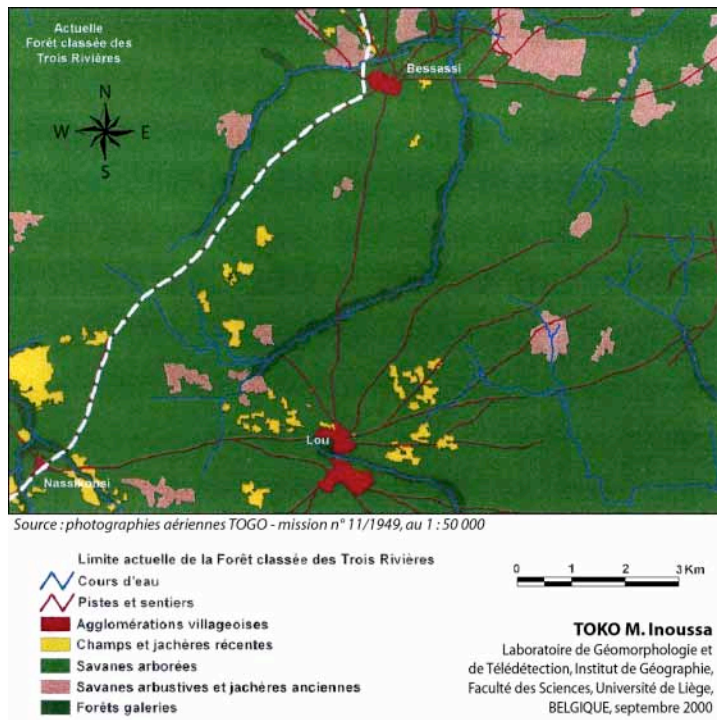 Actuelle
Forêt classée des
Trois Rivières
N
W E
S
Bessassi
Lou
Nassikonsi
Source : photographies aériennes TOGO - mission n° 11/1949, au 1 : 50 000
Limite actuelle de la Forêt classée des Trois Rivières
Cours d'eau
Pistes et sentiers
Agglomérations villageoises
Champs et jachères récentes
Savanes arborées
Savanes arbustives et jachères anciennes
Forêts galeries
0 1 2 3 Km
TOKO M. Inoussa
Laboratoire de Géomorphologie et
de Télédétection, Institut de Géographie,
Faculté des Sciences, Université de Liège,
BELGIQUE, septembre 2000